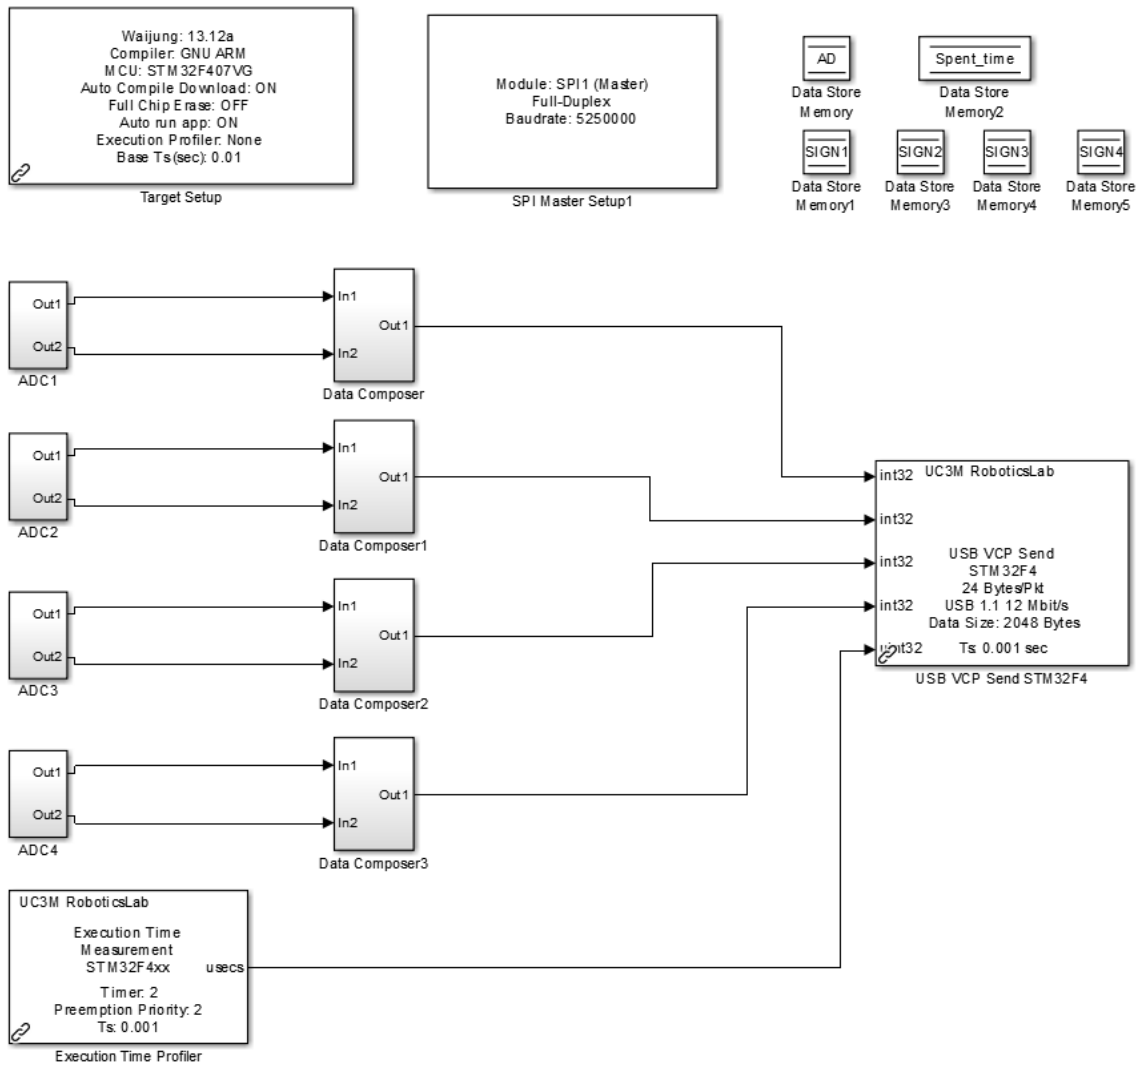 Waijung: 13.12a
Compiler: GNU ARM
MCU: STM32F407VG
Auto Compile Download: ON
Full Chip Erase: OFF
Auto run app: ON
Execution Profiler: None
Base Ts(sec): 0.01
Target Setup
Module: SPI1 (Master)
Full-Duplex
Baudrate: 5250000
SPI Master Setup1
AD
Data Store
Memory
Spent_time
Data Store
Memory2
SIGN1
Data Store
Memory1
SIGN2
Data Store
Memory3
SIGN3
Data Store
Memory4
SIGN4
Data Store
Memory5
Out1
Out2
ADC1
In1
In2
Out1
Data Composer
Out1
Out2
ADC2
In1
In2
Out1
Data Composer1
Out1
Out2
ADC3
In1
In2
Out1
Data Composer2
Out1
Out2
ADC4
In1
In2
Out1
Data Composer3
int32
int32
int32
int32
uint32
UC3M RoboticsLab
USB VCP Send
STM32F4
24 Bytes/Pkt
USB 1.1 12 Mbit/s
Data Size: 2048 Bytes
Ts: 0.001 sec
USB VCP Send STM32F4
UC3M RoboticsLab
Execution Time
Measurement
STM32F4xx
usecs
Timer: 2
Preemption Priority: 2
Ts: 0.001
Execution Time Profiler